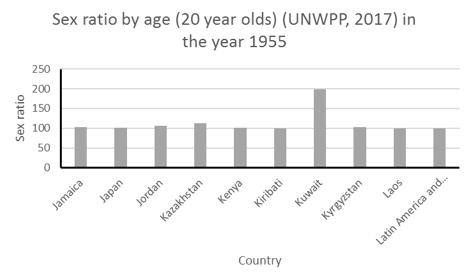 Sex ratio by age (20 year olds) (UNWPP, 2017) in
the year 1955
250
200
150
100
50
0
Sex ratio
Jamaica
Japan
Jordan
Kazakhstan
Kenya
Kiribati
Kuwait
Kyrgyzstan
Laos
Latin America and...
Country